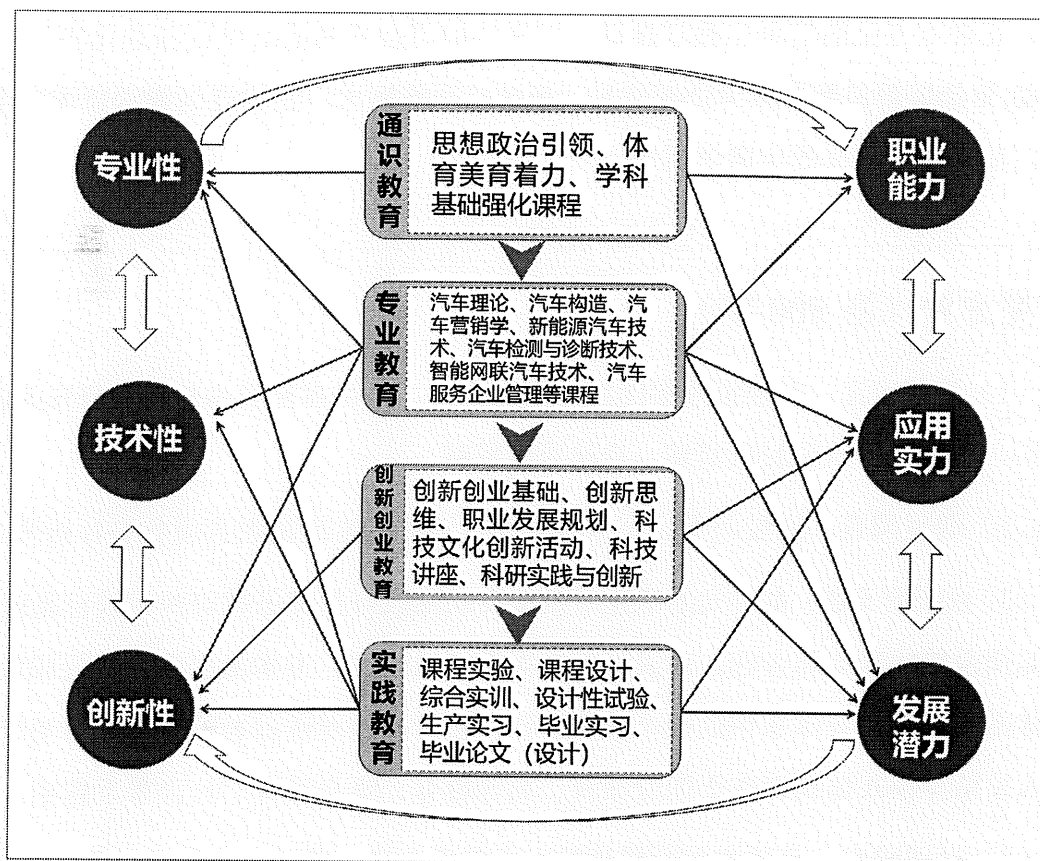 专业性
技术性
创新性
通识教育
思想政治引领、体
育美育着力、学科
基础强化课程
专业教育
汽车理论、汽车构造、汽
车营销学、新能源汽车技
术、汽车检测与诊断技术、
智能网联汽车技术、汽车
服务企业管理等课程
创新创业教育
创新创业基础、创新思
维、职业发展规划、科
技文化创新活动、科技
讲座、科研实践与创新
实践教育
课程实验、课程设计、
综合实训、设计性试验、
生产实习、毕业实习、
毕业论文（设计）
职业
能力
应用
实力
发展
潜力